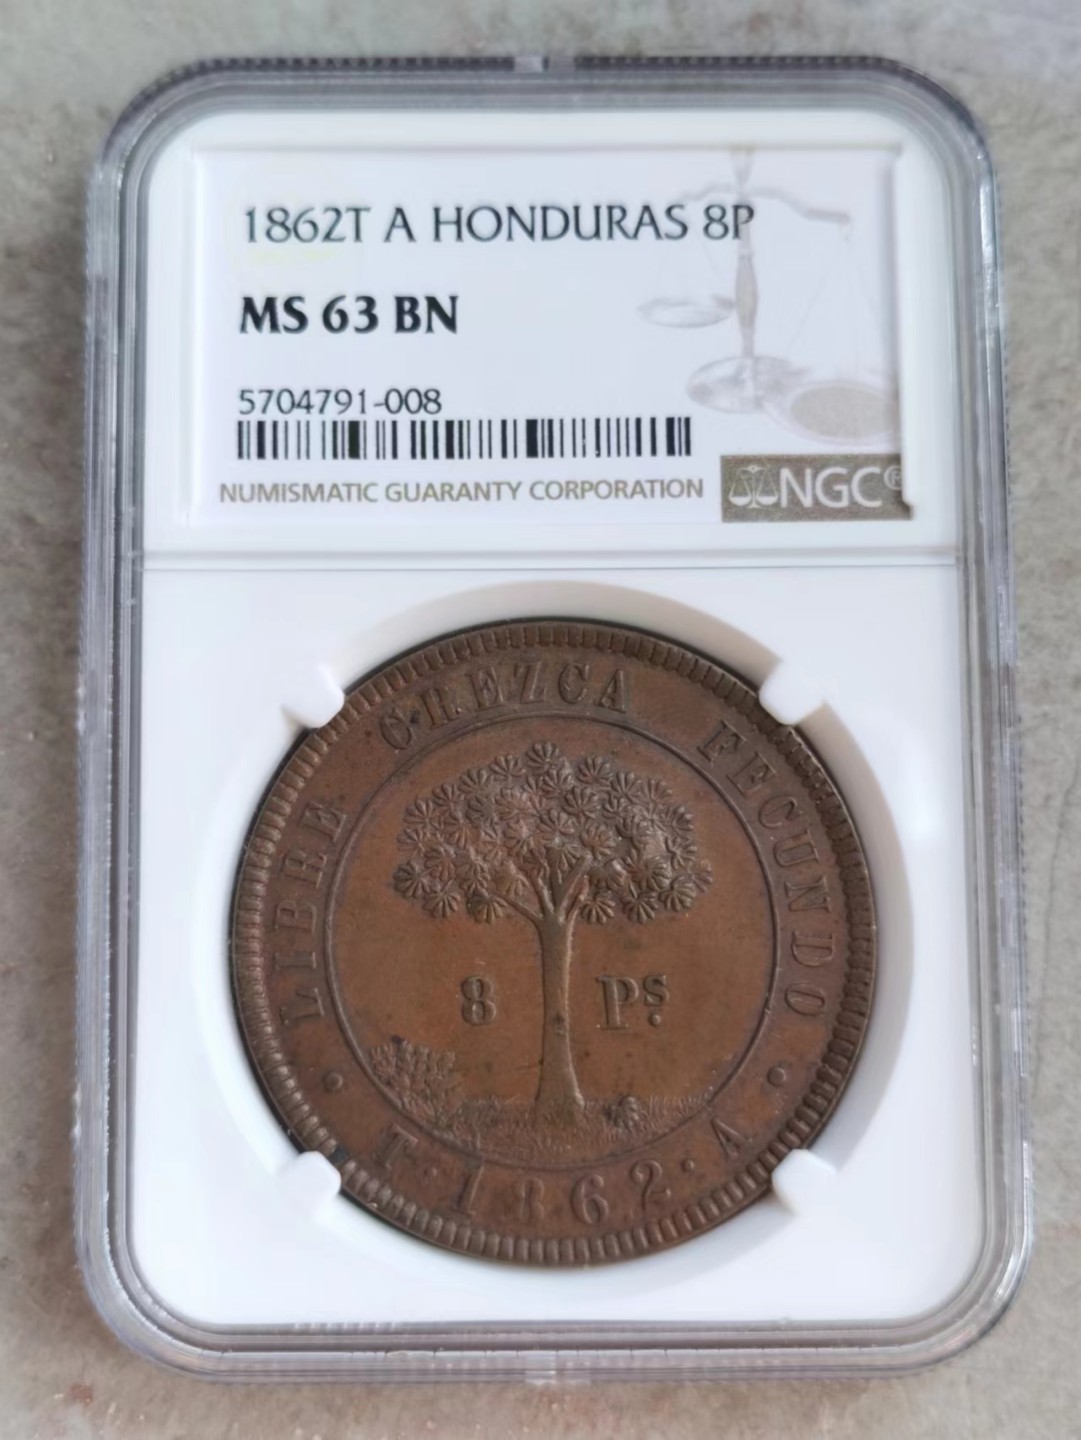 1862T A HONDURAS 8P
MS 63 BN
5704791-008
NUMISMATIC GUARANTY CORPORATION
NGC®
LIBRE CREZCA FECUNDO
8 Ps.
· T · 1862 · A ·